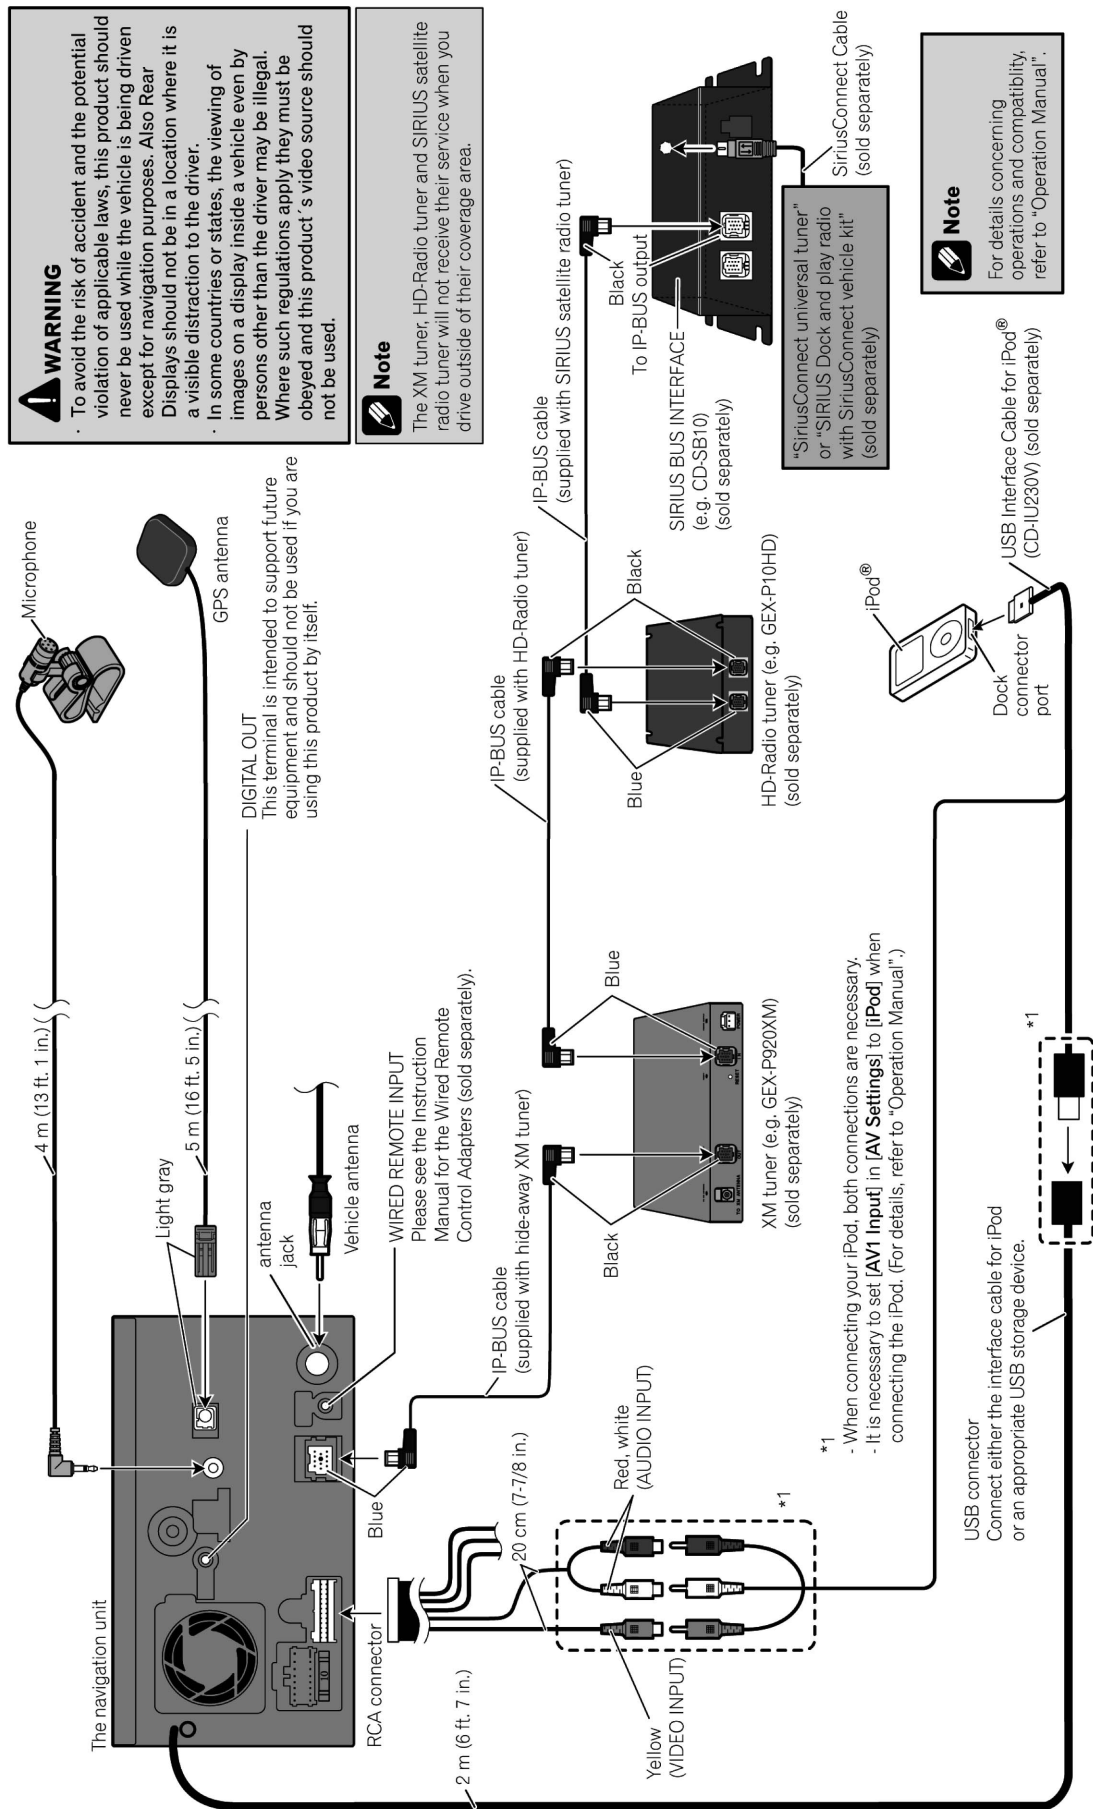 The navigation unit
Light gray
4 m (13 ft. 1 in.)
Microphone
5 m (16 ft. 5 in.)
GPS antenna
DIGITAL OUT
This terminal is intended to support future
equipment and should not be used if you are
using this product by itself.
antenna
jack
Vehicle antenna
WIRED REMOTE INPUT
Please see the Instruction
Manual for the Wired Remote
Control Adapters (sold separately).
WARNING
· To avoid the risk of accident and the potential
violation of applicable laws, this product should
never be used while the vehicle is being driven
except for navigation purposes. Also Rear
Displays should not be in a location where it is
a visible distraction to the driver.
· In some countries or states, the viewing of
images on a display inside a vehicle even by
persons other than the driver may be illegal.
Where such regulations apply they must be
obeyed and this product´s video source should
not be used.
Note
The XM tuner, HD-Radio tuner and SIRIUS satellite
radio tuner will not receive their service when you
drive outside of their coverage area.
10
RCA connector
Blue
IP-BUS cable
(supplied with hide-away XM tuner)
Black
Blue
TO XM ANTENNA
RESET
XM tuner (e.g. GEX-P920XM)
(sold separately)
IP-BUS cable
(supplied with HD-Radio tuner)
Blue
Black
HD-Radio tuner (e.g. GEX-P10HD)
(sold separately)
IP-BUS cable
(supplied with SIRIUS satellite radio tuner)
Black
To IP-BUS output
SIRIUS BUS INTERFACE
(e.g. CD-SB10)
(sold separately)
"SiriusConnect universal tuner"
or "SIRIUS Dock and play radio
with SiriusConnect vehicle kit"
(sold separately)
SiriusConnect Cable
(sold separately)
2 m (6 ft. 7 in.)
20 cm (7-7/8 in.)
Yellow
(VIDEO INPUT)
Red, white
(AUDIO INPUT)
*1
*1
- When connecting your iPod, both connections are necessary.
- It is necessary to set [AV1 Input] in [AV Settings] to [iPod] when
connecting the iPod. (For details, refer to "Operation Manual".)
USB connector
Connect either the interface cable for iPod
or an appropriate USB storage device.
*1
iPod®
Dock
connector
port
USB Interface Cable for iPod®
(CD-IU230V) (sold separately)
Note
For details concerning
operations and compatiblity,
refer to "Operation Manual".